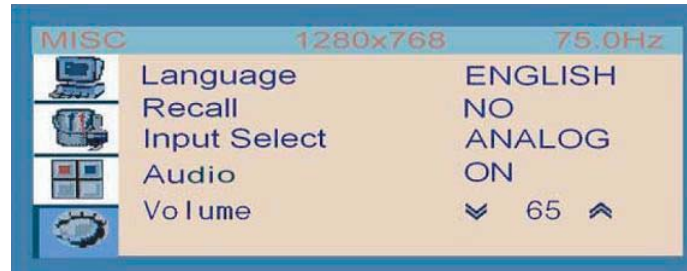 MISC 1280x768 75.0Hz
Language ENGLISH
Recall NO
Input Select ANALOG
Audio ON
Volume 65